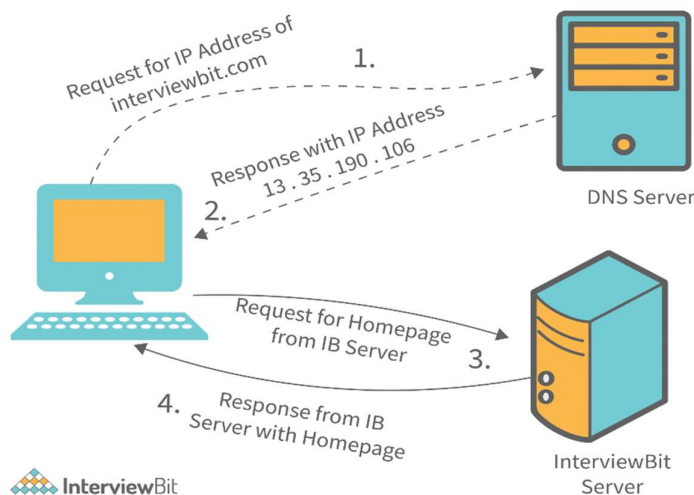 Request for IP Address of
interviewbit.com
1.
Response with IP Address
13 . 35 . 190 . 106
2.
DNS Server
Request for Homepage
from IB Server
3.
4.
Response from IB
Server with Homepage
InterviewBit
Server
InterviewBit